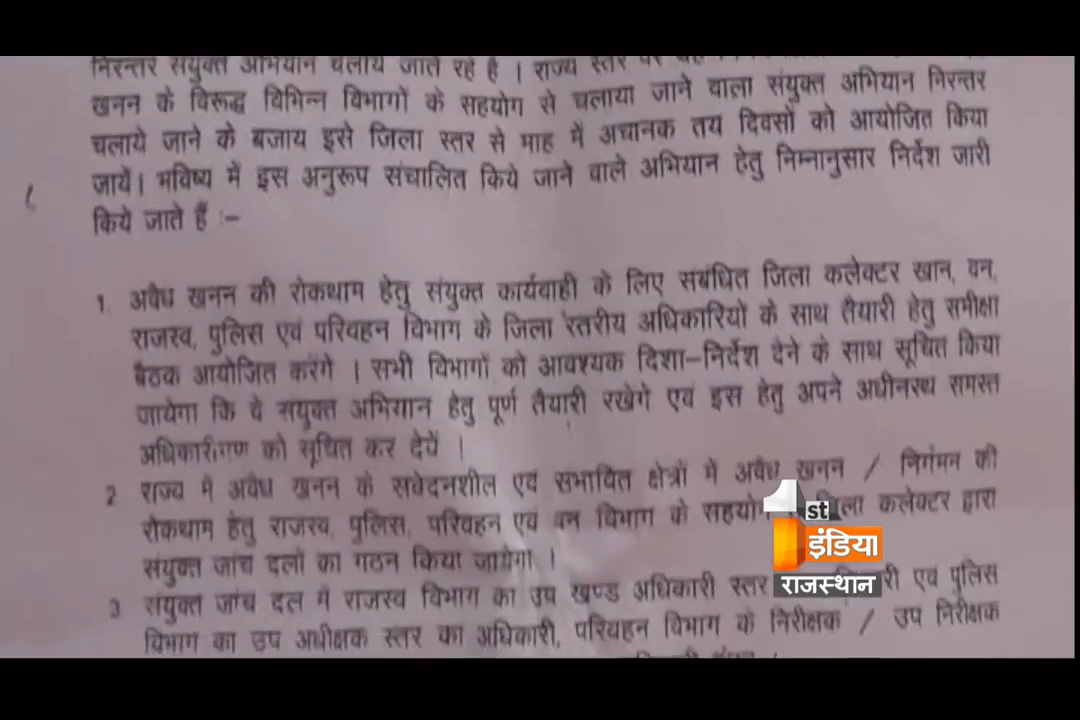 निरन्तर संयुक्त अभियान चलाये जाते रहे है । राज्य स्तर पर
खनन के विरूद्ध विभिन्न विभागों के सहयोग से चलाया जाने वाला संयुक्त अभियान निरन्तर
चलाये जाने के बजाय इसे जिला स्तर से माह में अचानक तय दिवसों को आयोजित किया
जायें। भविष्य में इस अनुरूप संचालित किये जाने वाले अभियान हेतु निम्नानुसार निर्देश जारी
किये जाते हैं :–
1. अवैध खनन की रोकथाम हेतु संयुक्त कार्यवाही के लिए संबंधित जिला कलेक्टर खान, वन,
राजस्व, पुलिस एवं परिवहन विभाग के जिला स्तरीय अधिकारियों के साथ तैयारी हेतु समीक्षा
बैठक आयोजित करेंगे । सभी विभागों को आवश्यक दिशा–निर्देश देने के साथ सूचित किया
जायेगा कि वे संयुक्त अभियान हेतु पूर्ण तैयारी रखेगे एवं इस हेतु अपने अधीनस्थ समस्त
अधिकारीगण को सूचित कर देवें ।
2 राज्य में अवैध खनन के संवेदनशील एवं संभावित क्षेत्रों में अवैध खनन / निर्गमन की
रोकथाम हेतु राजस्व, पुलिस, परिवहन एवं वन विभाग के सहयोग जिला कलेक्टर द्वारा
संयुक्त जांच दलों का गठन किया जायेगा ।
3 संयुक्त जांच दल में राजस्व विभाग का उप खण्ड अधिकारी स्तर एवं पुलिस
विभाग का उप अधीक्षक स्तर का अधिकारी, परिवहन विभाग के निरीक्षक / उप निरीक्षक
1st
इंडिया
राजस्थान